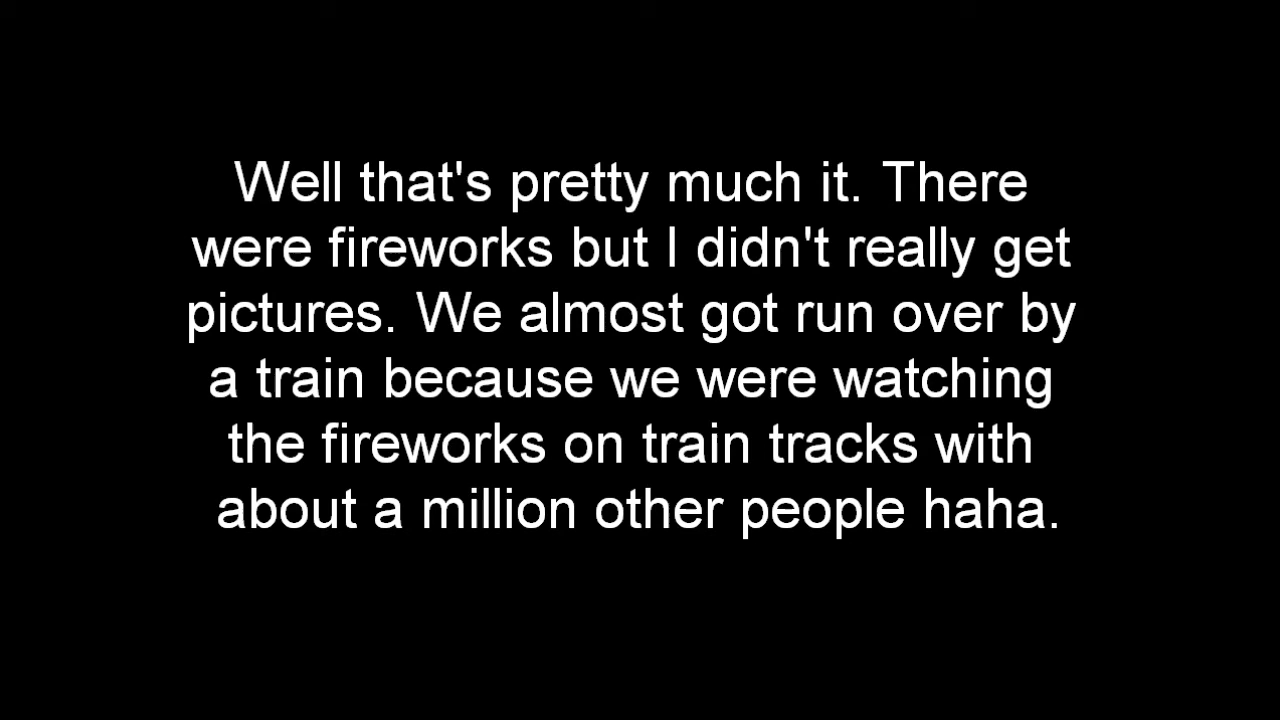 Well that's pretty much it. There
were fireworks but I didn't really get
pictures. We almost got run over by
a train because we were watching
the fireworks on train tracks with
about a million other people haha.